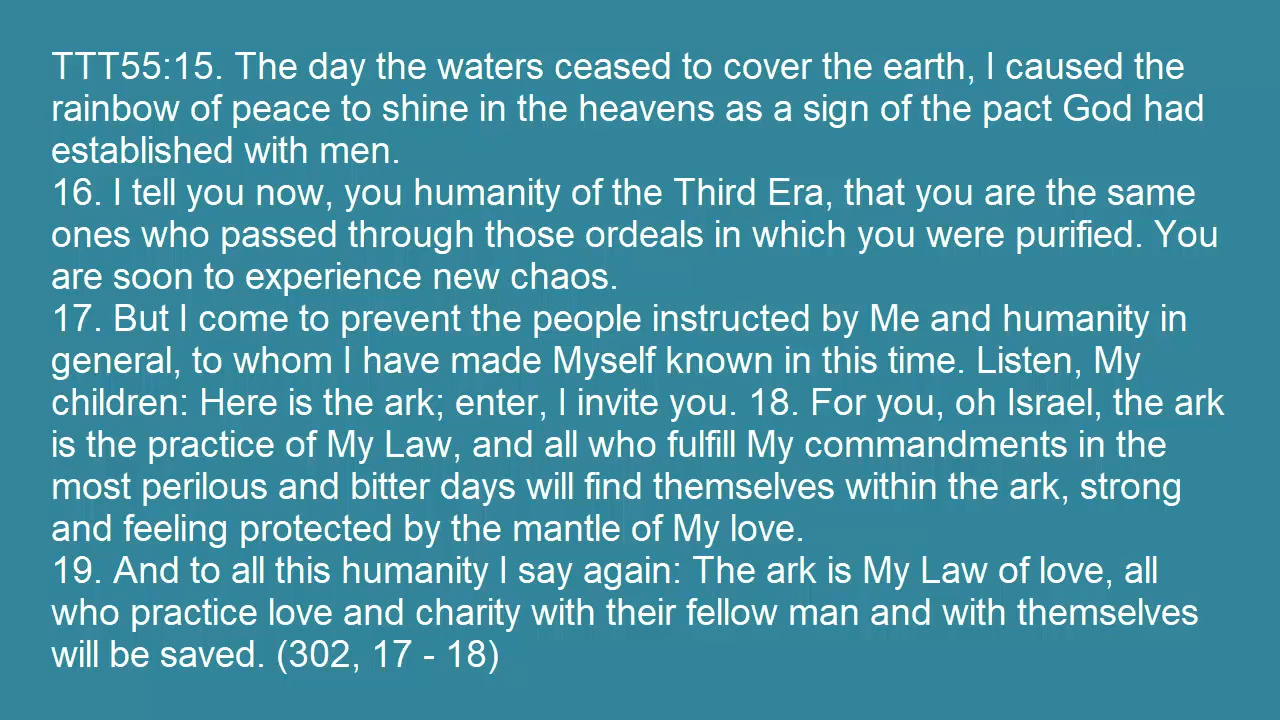 TTT55:15. The day the waters ceased to cover the earth, I caused the
rainbow of peace to shine in the heavens as a sign of the pact God had
established with men.
16. I tell you now, you humanity of the Third Era, that you are the same
ones who passed through those ordeals in which you were purified. You
are soon to experience new chaos.
17. But I come to prevent the people instructed by Me and humanity in
general, to whom I have made Myself known in this time. Listen, My
children: Here is the ark; enter, I invite you. 18. For you, oh Israel, the ark
is the practice of My Law, and all who fulfill My commandments in the
most perilous and bitter days will find themselves within the ark, strong
and feeling protected by the mantle of My love.
19. And to all this humanity I say again: The ark is My Law of love, all
who practice love and charity with their fellow man and with themselves
will be saved. (302, 17 - 18)